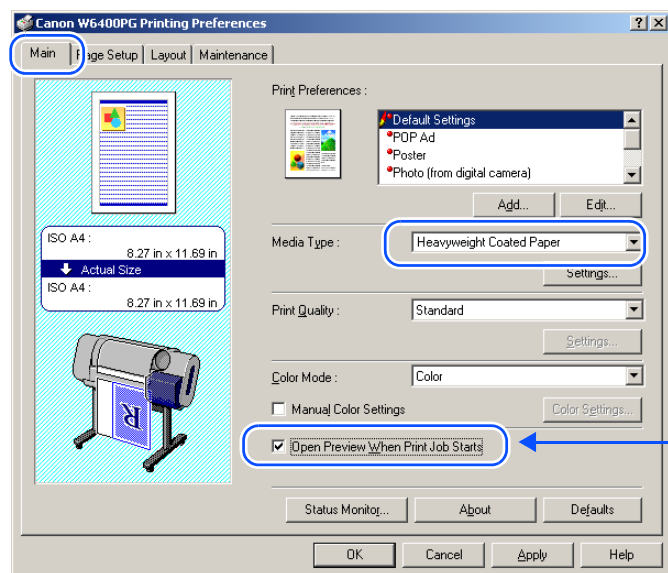 Canon W6400PG Printing Preferences
Main Page Setup Layout Maintenance
Print Preferences :
Default Settings
POP Ad
Poster
Photo (from digital camera)
Add... Edit...
ISO A4 :
8.27 in x 11.69 in
Actual Size
ISO A4 :
8.27 in x 11.69 in
R
Media Type : Heavyweight Coated Paper
Settings...
Print Quality : Standard
Settings...
Color Mode : Color
Manual Color Settings Color Settings...
Open Preview When Print Job Starts
Status Monitor... About Defaults
OK Cancel Apply Help